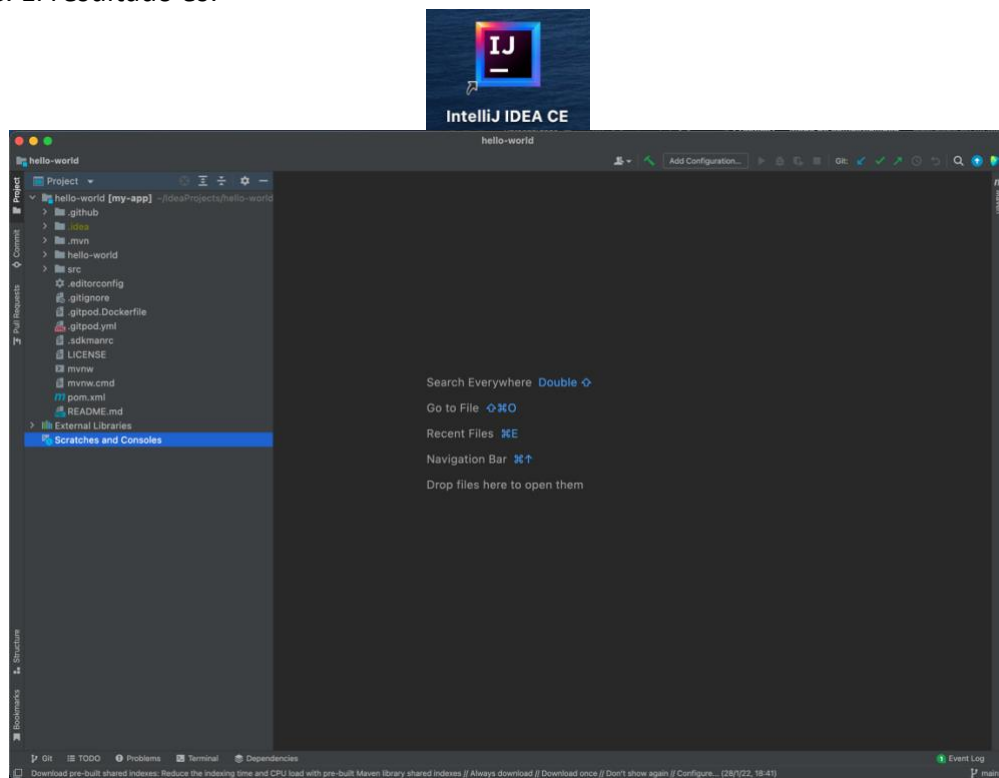 IJ
IntelliJ IDEA CE
hello-world
hello-world
Add Configuration...
Git:
Project
hello-world [my-app] ~/IdeaProjects/hello-world
.github
.idea
.mvn
hello-world
src
.editorconfig
.gitignore
.gitpod.Dockerfile
.gitpod.yml
.sdkmanrc
LICENSE
mvnw
mvnw.cmd
pom.xml
README.md
External Libraries
Scratches and Consoles
Project
Commit
Pull Requests
Structure
Bookmarks
Search Everywhere Double ⇧
Go to File ⇧⌘O
Recent Files ⌘E
Navigation Bar ⌘↑
Drop files here to open them
Git
TODO
Problems
Terminal
Dependencies
1 Event Log
Download pre-built shared indexes: Reduce the indexing time and CPU load with pre-built Maven library shared indexes // Always download // Download once // Don't show again // Configure... (28/1/22, 18:41)